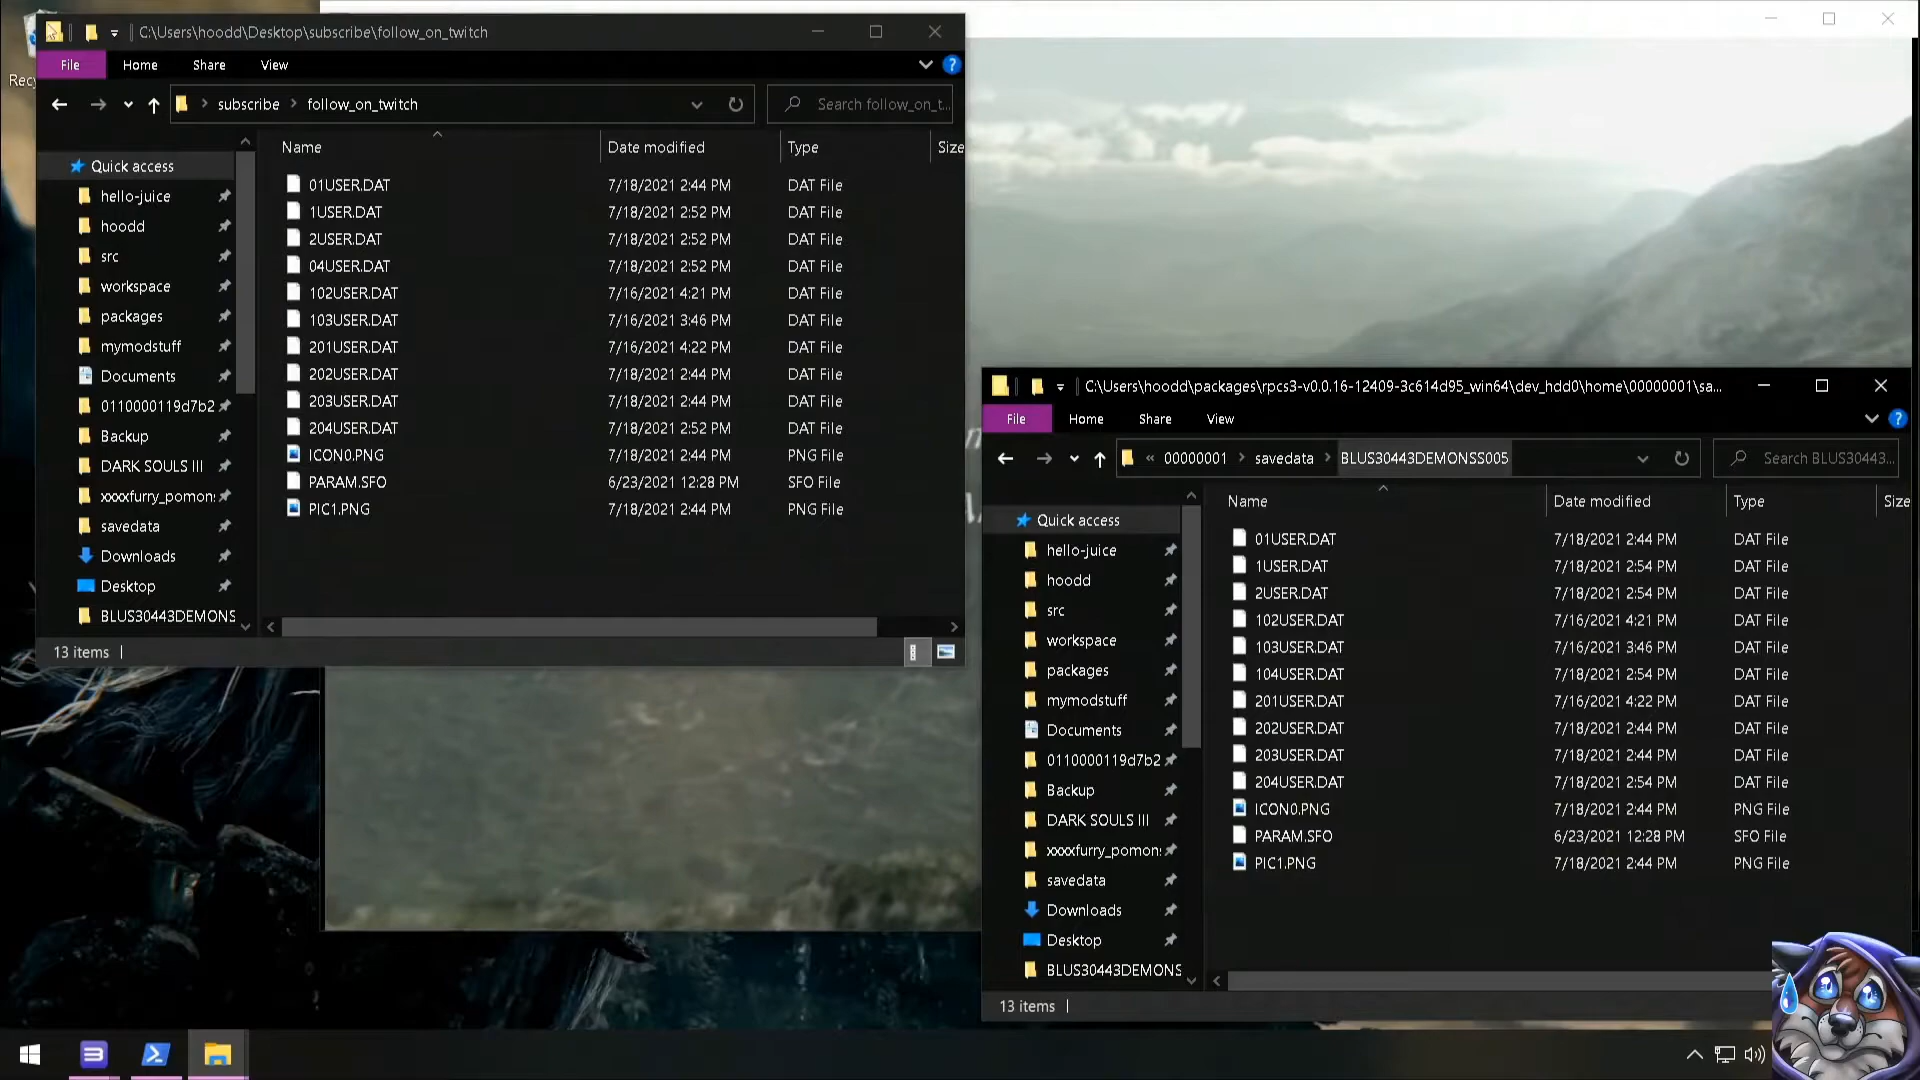 C:\Users\hoodd\Desktop\subscribe\follow_on_twitch
File Home Share View
subscribe follow_on_twitch Search follow_on_t...
Name Date modified Type Size
Quick access
hello-juice
hoodd
src
workspace
packages
mymodstuff
Documents
0110000119d7b2
Backup
DARK SOULS III
xxxxfurry_pomon:
savedata
Downloads
Desktop
BLUS30443DEMONS
01USER.DAT 7/18/2021 2:44 PM DAT File
1USER.DAT 7/18/2021 2:52 PM DAT File
2USER.DAT 7/18/2021 2:52 PM DAT File
04USER.DAT 7/18/2021 2:52 PM DAT File
102USER.DAT 7/16/2021 4:21 PM DAT File
103USER.DAT 7/16/2021 3:46 PM DAT File
201USER.DAT 7/16/2021 4:22 PM DAT File
202USER.DAT 7/18/2021 2:44 PM DAT File
203USER.DAT 7/18/2021 2:44 PM DAT File
204USER.DAT 7/18/2021 2:52 PM DAT File
ICON0.PNG 7/18/2021 2:44 PM PNG File
PARAM.SFO 6/23/2021 12:28 PM SFO File
PIC1.PNG 7/18/2021 2:44 PM PNG File
13 items
C:\Users\hoodd\packages\rpcs3-v0.0.16-12409-3c614d95_win64\dev_hdd0\home\00000001\sa...
File Home Share View
« 00000001 savedata BLUS30443DEMONSS005 Search BLUS30443...
Name Date modified Type Size
Quick access
hello-juice
hoodd
src
workspace
packages
mymodstuff
Documents
0110000119d7b2
Backup
DARK SOULS III
xxxxfurry_pomon:
savedata
Downloads
Desktop
BLUS30443DEMONS
01USER.DAT 7/18/2021 2:44 PM DAT File
1USER.DAT 7/18/2021 2:54 PM DAT File
2USER.DAT 7/18/2021 2:54 PM DAT File
102USER.DAT 7/16/2021 4:21 PM DAT File
103USER.DAT 7/16/2021 3:46 PM DAT File
104USER.DAT 7/18/2021 2:54 PM DAT File
201USER.DAT 7/16/2021 4:22 PM DAT File
202USER.DAT 7/18/2021 2:44 PM DAT File
203USER.DAT 7/18/2021 2:44 PM DAT File
204USER.DAT 7/18/2021 2:54 PM DAT File
ICON0.PNG 7/18/2021 2:44 PM PNG File
PARAM.SFO 6/23/2021 12:28 PM SFO File
PIC1.PNG 7/18/2021 2:44 PM PNG File
13 items